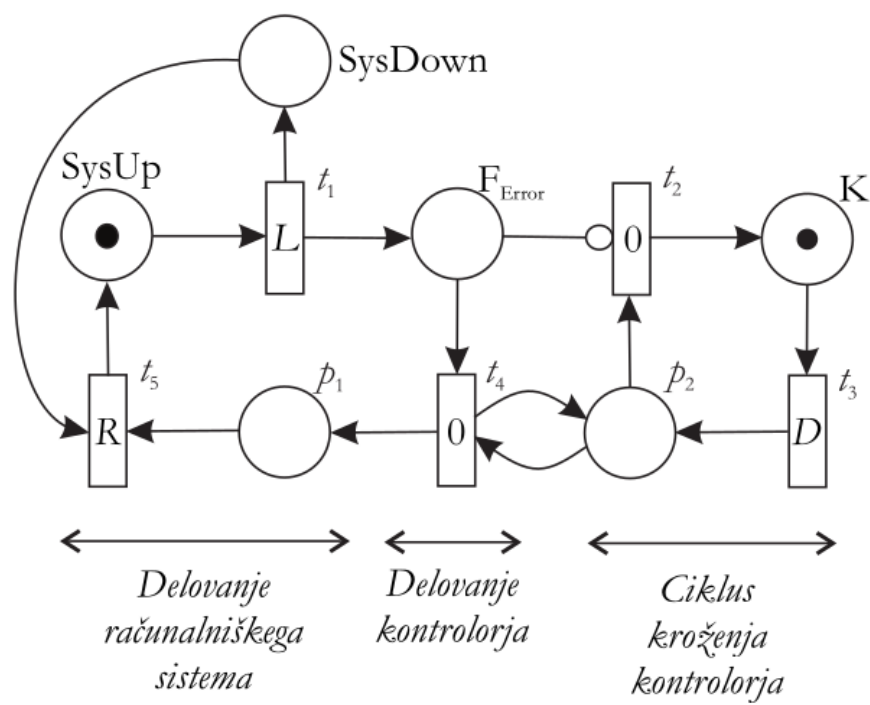 SysDown
SysUp
t₁
F_Error
t₂
K
L
0
t₅
p₁
t₄
p₂
t₃
R
0
D
Delovanje
računalniškega
sistema
Delovanje
kontrolorja
Ciklus
kroženja
kontrolorja